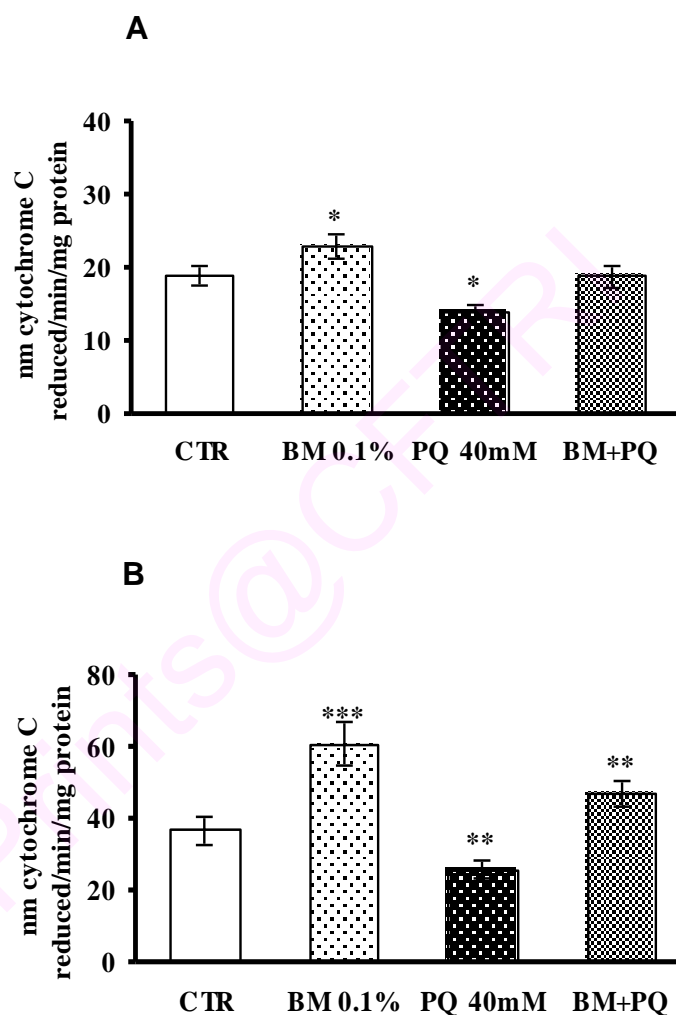 A
nm cytochrome C
reduced/min/mg protein
40
30
20
10
0
*
*
CTR
BM 0.1%
PQ 40mM
BM+PQ
B
nm cytochrome C
reduced/min/mg protein
80
60
40
20
0
***
**
**
CTR
BM 0.1%
PQ 40mM
BM+PQ
Prints@CFTRI